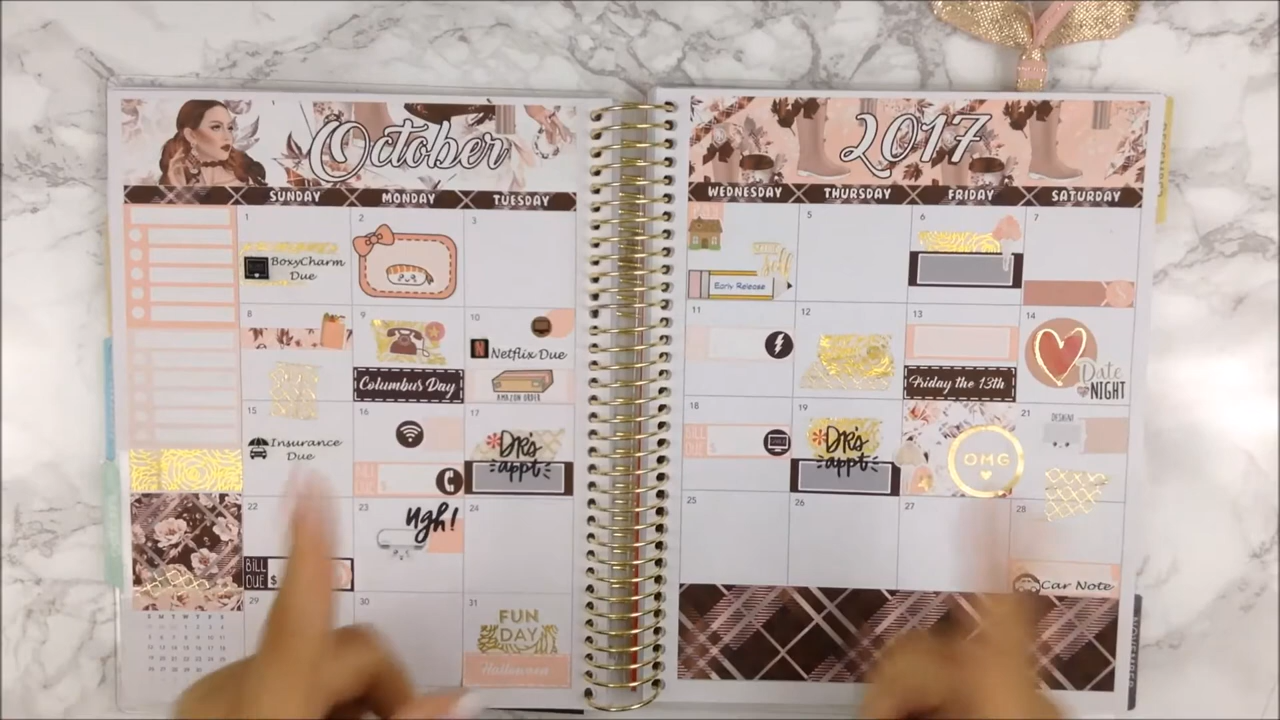 October
2017
SUNDAY
MONDAY
TUESDAY
WEDNESDAY
THURSDAY
FRIDAY
SATURDAY
1
BoxyCharm
Due
2
3
Early Release
5
6
7
8
9
Columbus Day
10
Netflix Due
AMAZON ORDER
11
12
13
Friday the 13th
14
Date
NIGHT
15
Insurance
Due
16
17
DR's
appt
18
19
DR's
appt
OMG
21
22
BILL
DUE $
23
ugh!
24
25
26
27
28
Car Note
29
30
31
FUN
DAY
Halloween
S M T W T F S
NOVEMBER